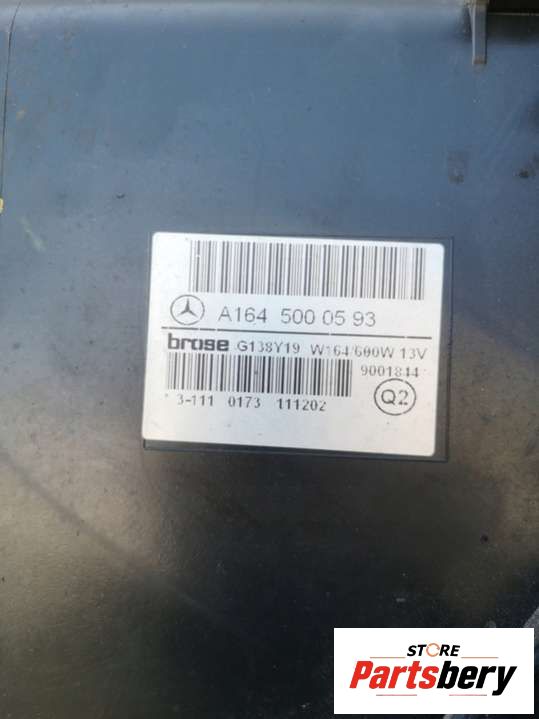 A164 500 05 93
brose G138Y19 W164/600W 13V
9001844
3-111 0173 111202
Q2
STORE
Partsbery